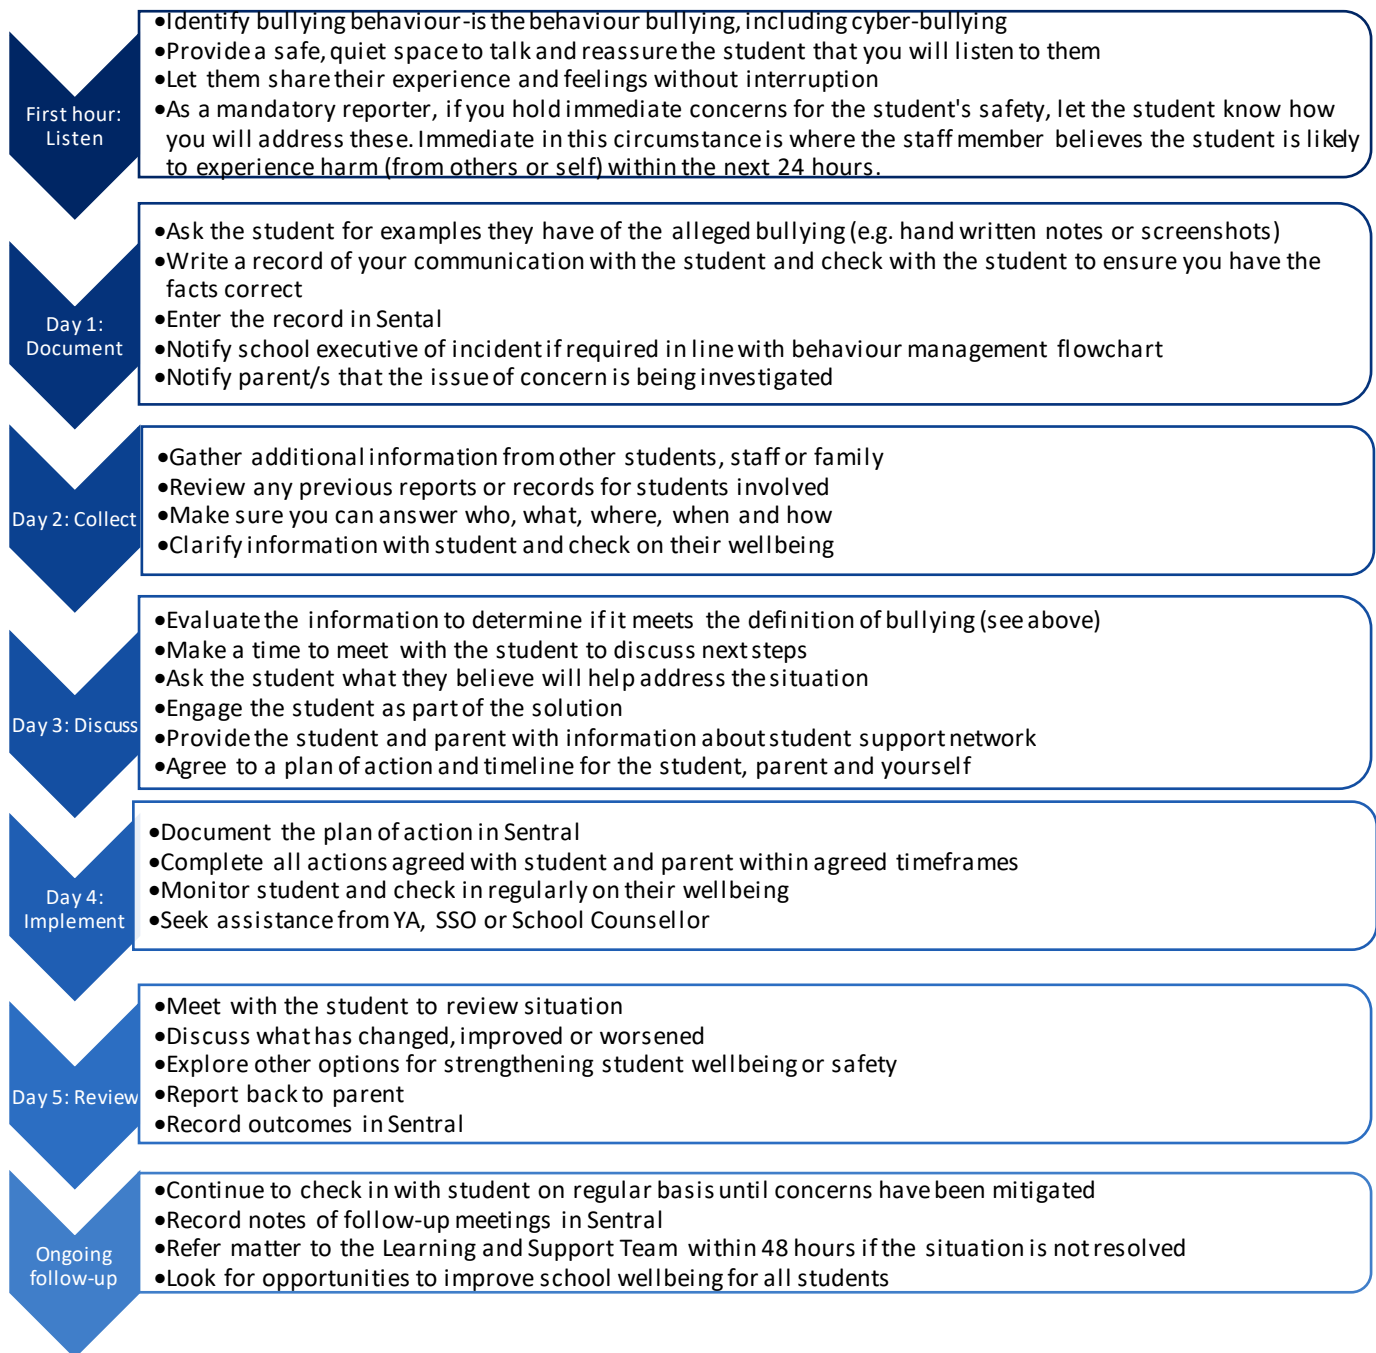 First hour:
Listen
•Identify bullying behaviour-is the behaviour bullying, including cyber-bullying
•Provide a safe, quiet space to talk and reassure the student that you will listen to them
•Let them share their experience and feelings without interruption
•As a mandatory reporter, if you hold immediate concerns for the student's safety, let the student know how
you will address these. Immediate in this circumstance is where the staff member believes the student is likely
to experience harm (from others or self) within the next 24 hours.
Day 1:
Document
•Ask the student for examples they have of the alleged bullying (e.g. hand written notes or screenshots)
•Write a record of your communication with the student and check with the student to ensure you have the
facts correct
•Enter the record in Sental
•Notify school executive of incident if required in line with behaviour management flowchart
•Notify parent/s that the issue of concern is being investigated
Day 2: Collect
•Gather additional information from other students, staff or family
•Review any previous reports or records for students involved
•Make sure you can answer who, what, where, when and how
•Clarify information with student and check on their wellbeing
Day 3: Discuss
•Evaluate the information to determine if it meets the definition of bullying (see above)
•Make a time to meet with the student to discuss next steps
•Ask the student what they believe will help address the situation
•Engage the student as part of the solution
•Provide the student and parent with information about student support network
•Agree to a plan of action and timeline for the student, parent and yourself
Day 4:
Implement
•Document the plan of action in Sentral
•Complete all actions agreed with student and parent within agreed timeframes
•Monitor student and check in regularly on their wellbeing
•Seek assistance from YA, SSO or School Counsellor
Day 5: Review
•Meet with the student to review situation
•Discuss what has changed, improved or worsened
•Explore other options for strengthening student wellbeing or safety
•Report back to parent
•Record outcomes in Sentral
Ongoing
follow-up
•Continue to check in with student on regular basis until concerns have been mitigated
•Record notes of follow-up meetings in Sentral
•Refer matter to the Learning and Support Team within 48 hours if the situation is not resolved
•Look for opportunities to improve school wellbeing for all students